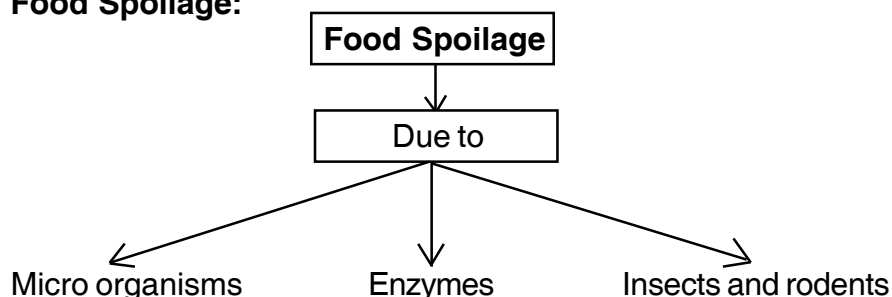 Food Spoilage:
Food Spoilage
Due to
Micro organisms Enzymes Insects and rodents